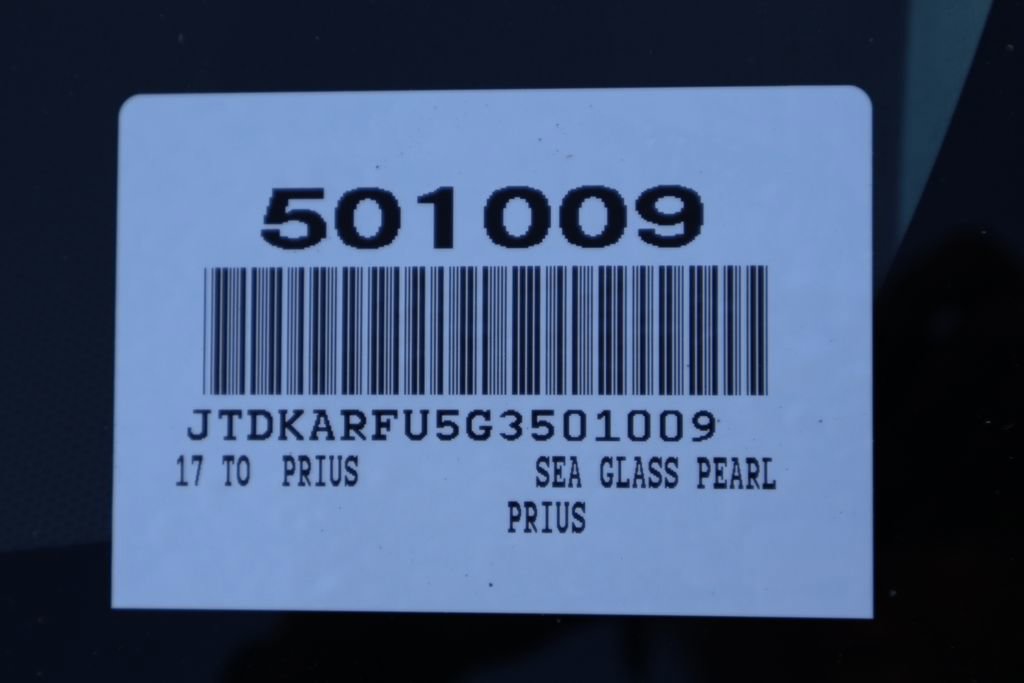 501009
JTDKARFU5G3501009
17 TO PRIUS SEA GLASS PEARL
PRIUS